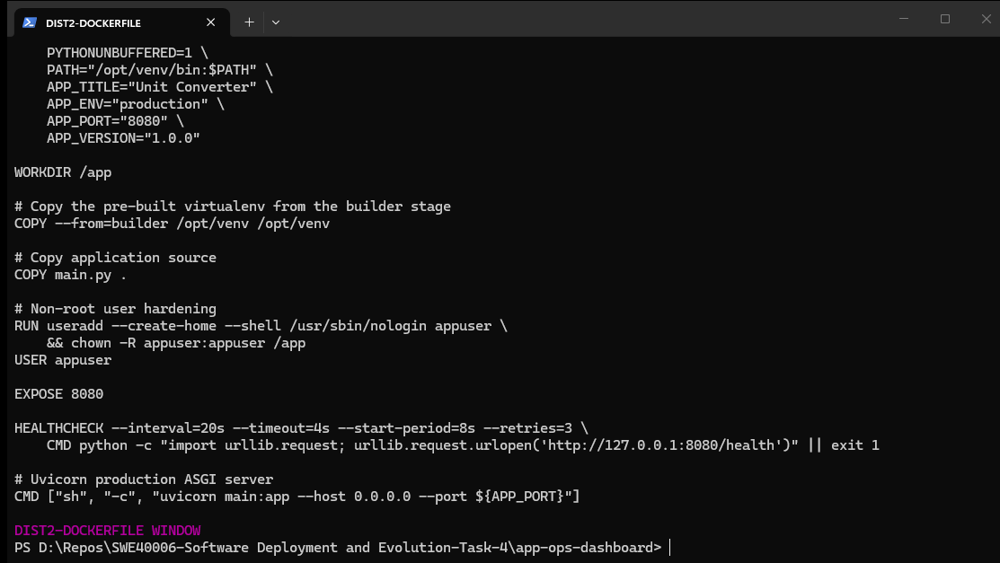 DIST2-DOCKERFILE
    PYTHONUNBUFFERED=1 \
    PATH="/opt/venv/bin:$PATH" \
    APP_TITLE="Unit Converter" \
    APP_ENV="production" \
    APP_PORT="8080" \
    APP_VERSION="1.0.0"

WORKDIR /app

# Copy the pre-built virtualenv from the builder stage
COPY --from=builder /opt/venv /opt/venv

# Copy application source
COPY main.py .

# Non-root user hardening
RUN useradd --create-home --shell /usr/sbin/nologin appuser \
    && chown -R appuser:appuser /app
USER appuser

EXPOSE 8080

HEALTHCHECK --interval=20s --timeout=4s --start-period=8s --retries=3 \
    CMD python -c "import urllib.request; urllib.request.urlopen('http://127.0.0.1:8080/health')" || exit 1

# Uvicorn production ASGI server
CMD ["sh", "-c", "uvicorn main:app --host 0.0.0.0 --port ${APP_PORT}"]

DIST2-DOCKERFILE WINDOW
PS D:\Repos\SWE40006-Software Deployment and Evolution-Task-4\app-ops-dashboard>